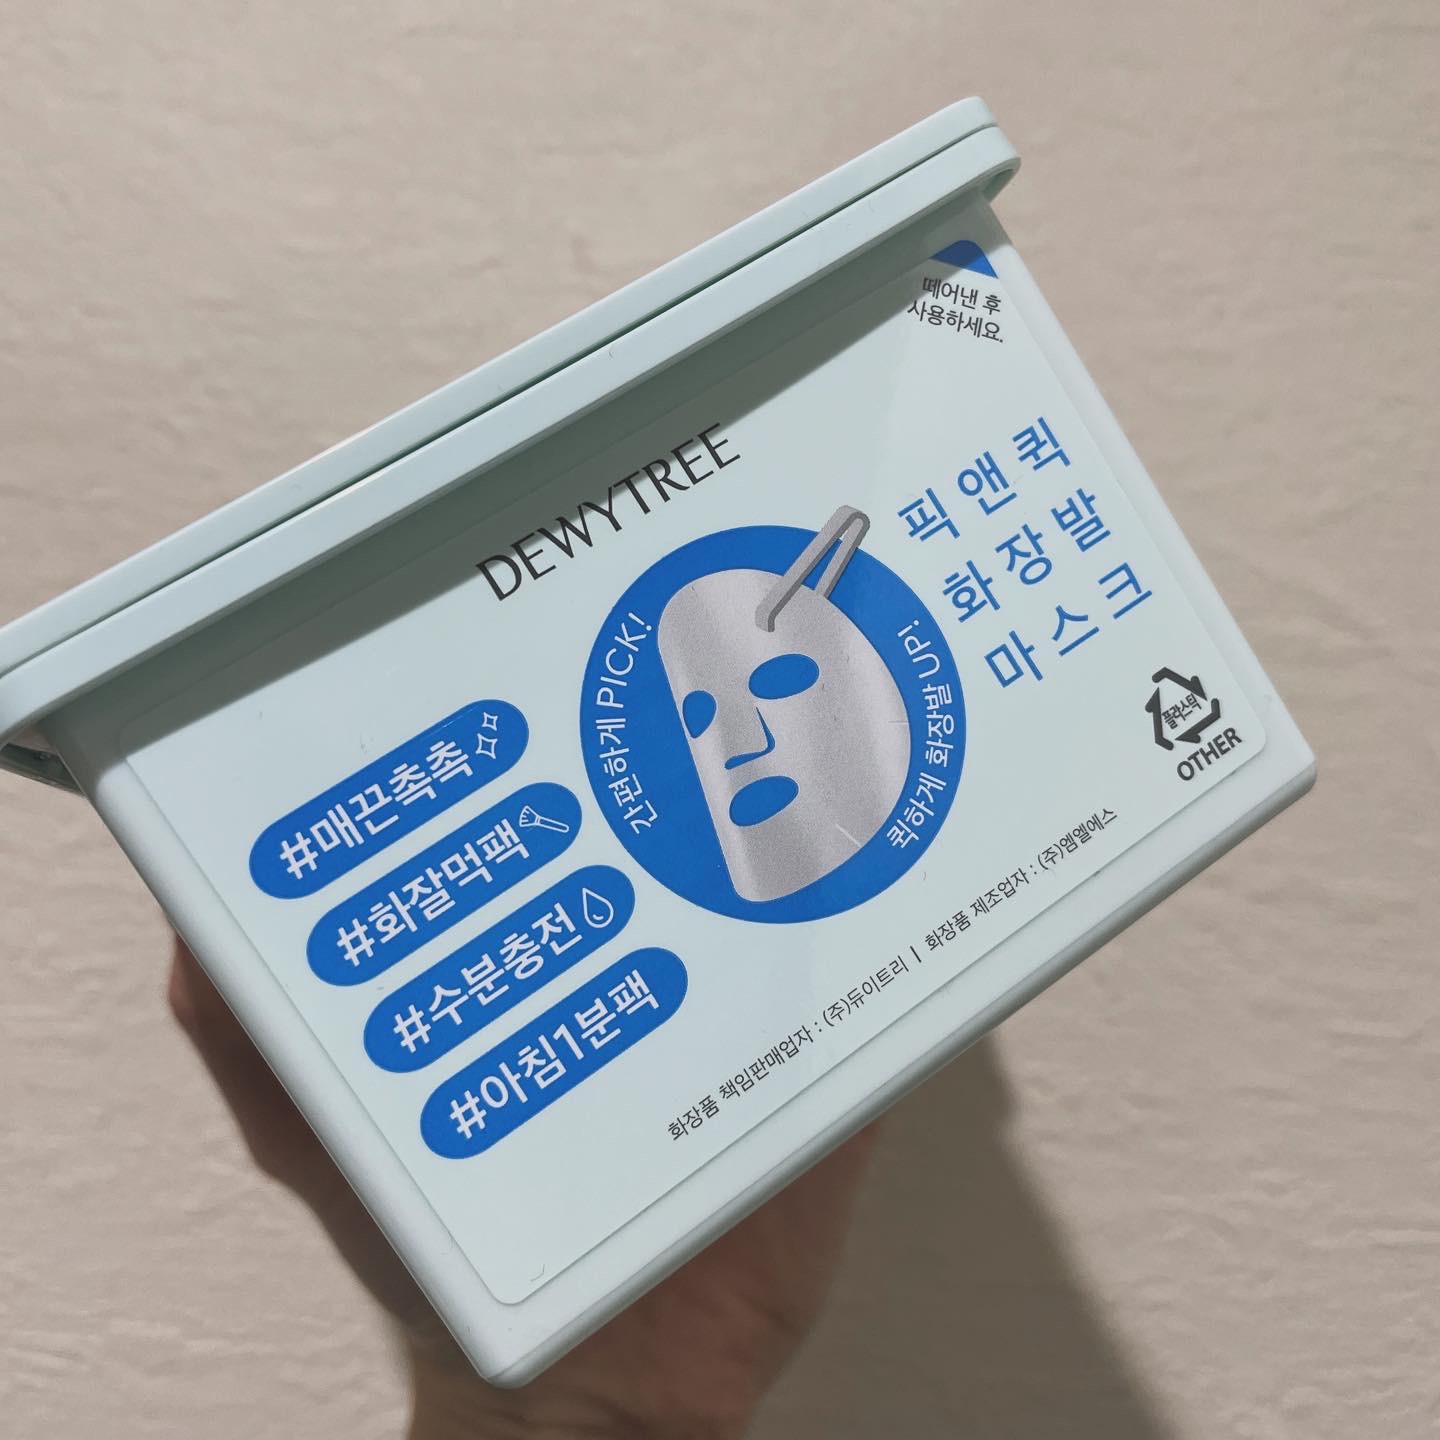 떼어낸 후
사용하세요.
DEWYTREE
픽앤퀵
화장발
마스크
간편하게 PICK!
퀵하게 화장발 UP!
#매끈촉촉
#화잘먹팩
#수분충전
#아침1분팩
플라스틱
OTHER
화장품 책임판매업자 : (주)듀이트리 | 화장품 제조업자 : (주)엠엘에스